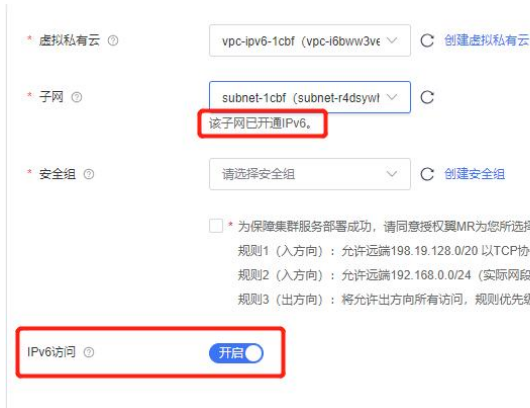 * 虚拟私有云
vpc-ipv6-1cbf (vpc-i6bww3ve
创建虚拟私有云
* 子网
subnet-1cbf (subnet-r4dsywh
该子网已开通IPv6。
* 安全组
请选择安全组
创建安全组
* 为保障集群服务部署成功，请同意授权翼MR为您所选择
规则1（入方向）：允许远端198.19.128.0/20 以TCP协
规则2（入方向）：允许远端192.168.0.0/24（实际网段
规则3（出方向）：将允许出方向所有访问，规则优先级
IPv6访问
开启